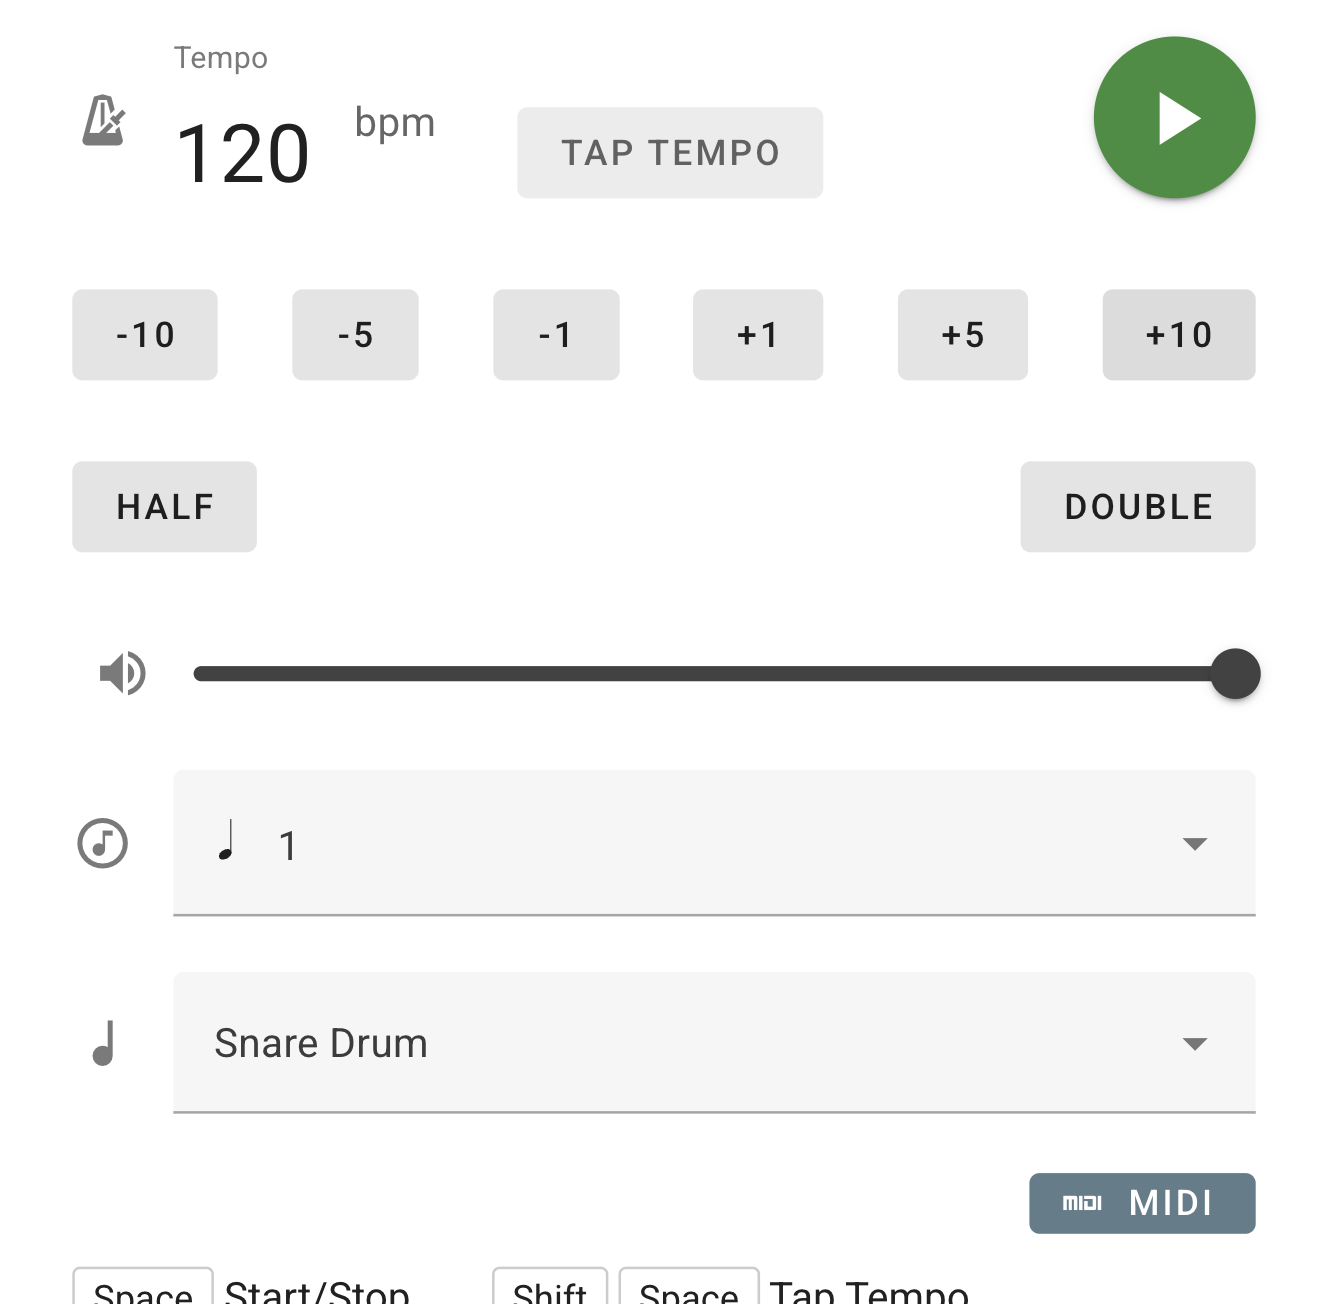 Tempo
120 bpm TAP TEMPO
-10 -5 -1 +1 +5 +10
HALF DOUBLE
1
Snare Drum
MIDI MIDI
Space Start/Stop Shift Space Tap Tempo